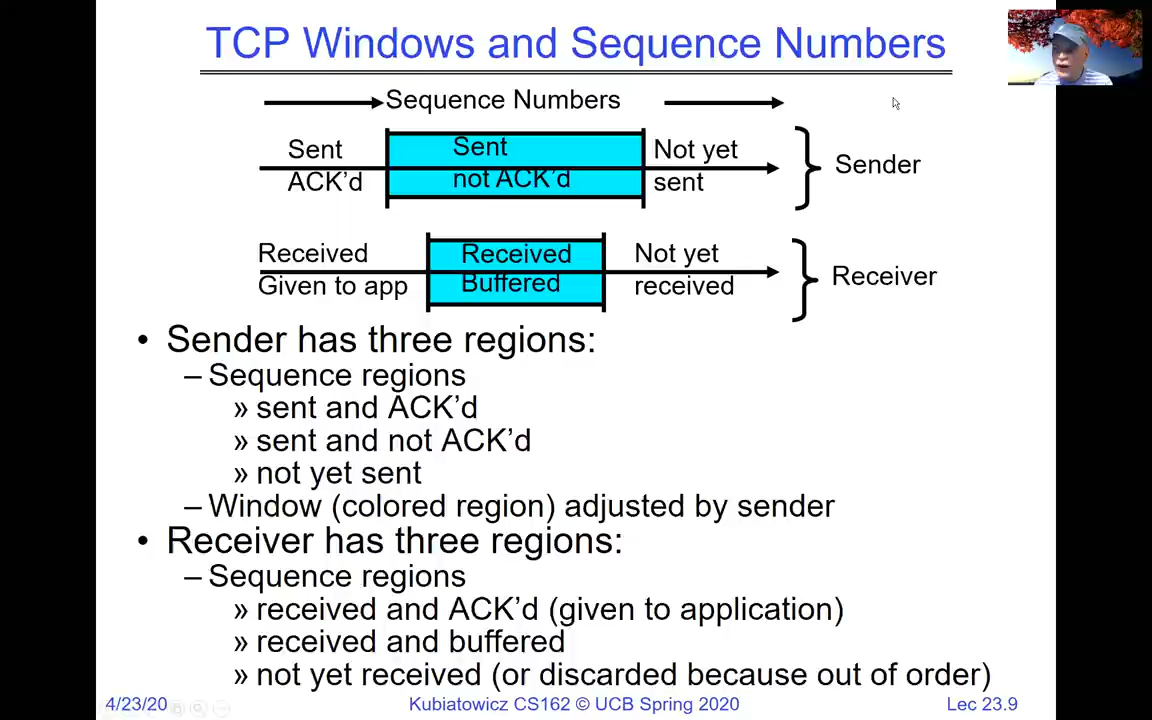 TCP Windows and Sequence Numbers
Sequence Numbers
Sent Sent Not yet
ACK'd not ACK'd sent
Sender
Received Received Not yet
Given to app Buffered received
Receiver
• Sender has three regions:
– Sequence regions
» sent and ACK'd
» sent and not ACK'd
» not yet sent
– Window (colored region) adjusted by sender
• Receiver has three regions:
– Sequence regions
» received and ACK'd (given to application)
» received and buffered
» not yet received (or discarded because out of order)
4/23/20 Kubiatowicz CS162 © UCB Spring 2020 Lec 23.9